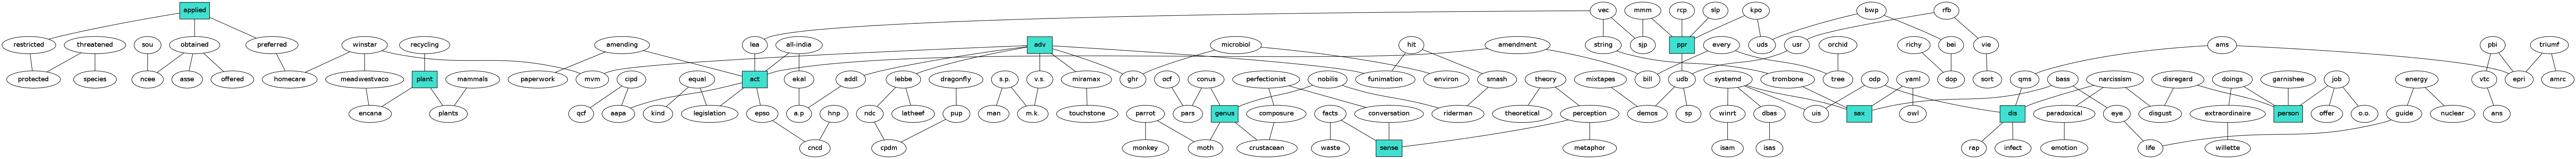 applied vec mmm rcp slp kpo bwp rfb
restricted threatened sou obtained preferred winstar recycling amending lea all-india adv microbiol hit amendment string sjp ppr every uds usr orchid richy bei vie ams pbi triumf
protected species ncee asse offered homecare meadwestvaco plant mammals paperwork mvm cipd equal act ekal addl lebbe dragonfly s.p. v.s. miramax ghr ocf conus perfectionist environ nobilis funimation smash theory mixtapes bill udb systemd trombone tree odp yaml dop sort qms bass narcissism disregard doings garnishee job energy vtc epri amrc
encana plants qcf aapa kind legislation epso a.p hnp ndc latheef pup man m.k. touchstone parrot pars genus composure facts conversation riderman theoretical perception demos sp winrt dbas uis sax owl dis paradoxical eye disgust extraordinaire person offer o.o. guide nuclear ans
cncd cpdm monkey moth crustacean waste sense metaphor isam isas rap infect emotion life willette